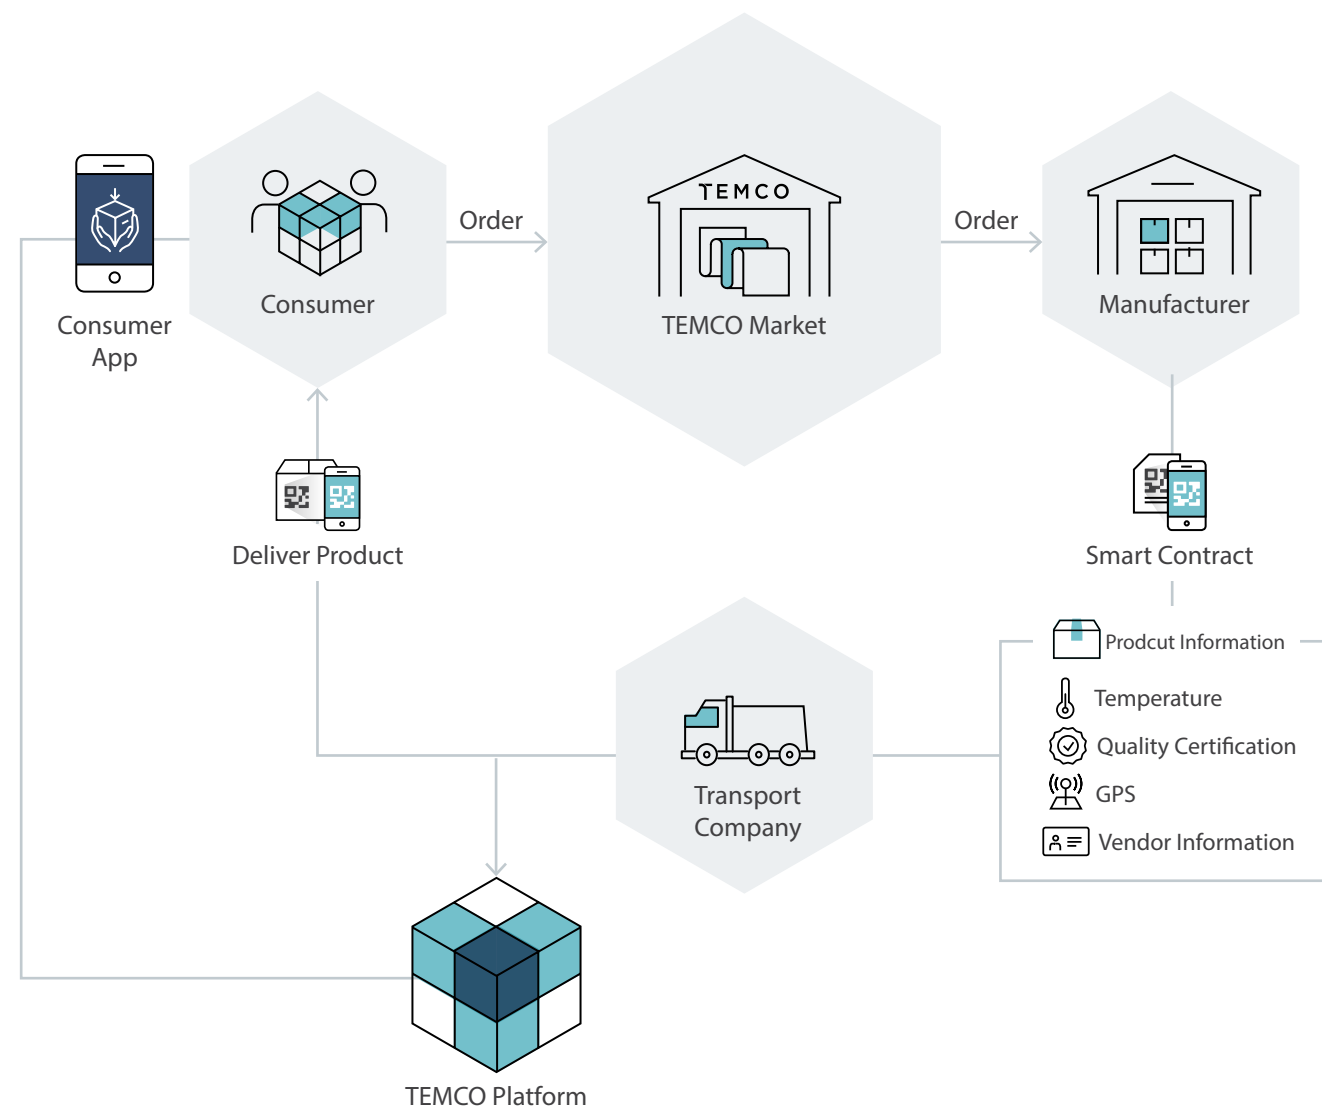 TEMCO
Order
Order
Consumer
TEMCO Market
Manufacturer
Consumer
App
Deliver Product
Smart Contract
Prodcut Information
Temperature
Quality Certification
GPS
Vendor Information
Transport
Company
TEMCO Platform